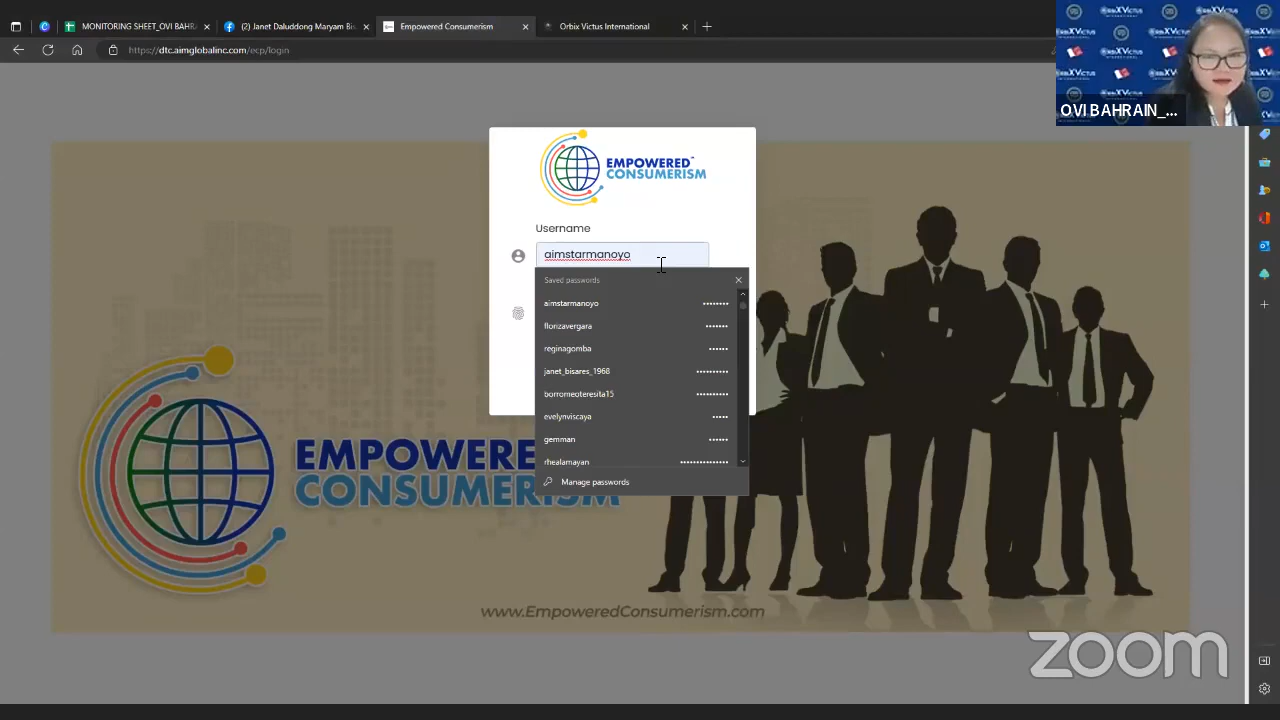 MONITORING SHEET_OVI BAHR
(2) Janet Daluddong Maryam Bi
Empowered Consumerism
Orbix Victus International
https://dtc.aimglobalinc.com/ecp/login
OVI BAHRAIN_...
EMPOWERED
CONSUMERISM
Username
aimstarmanoyo
Saved passwords
aimstarmanoyo ••••••••
florizavergara •••••••
reginagomba ••••••
janet_bisares_1968 ••••••••••
borromeoteresita15 ••••••••••
evelynviscaya •••••
gemman ••••••
rhealamayan •••••••••••••••
Manage passwords
EMPOWERE
CONSUMERISM
www.EmpoweredConsumerism.com
zoom